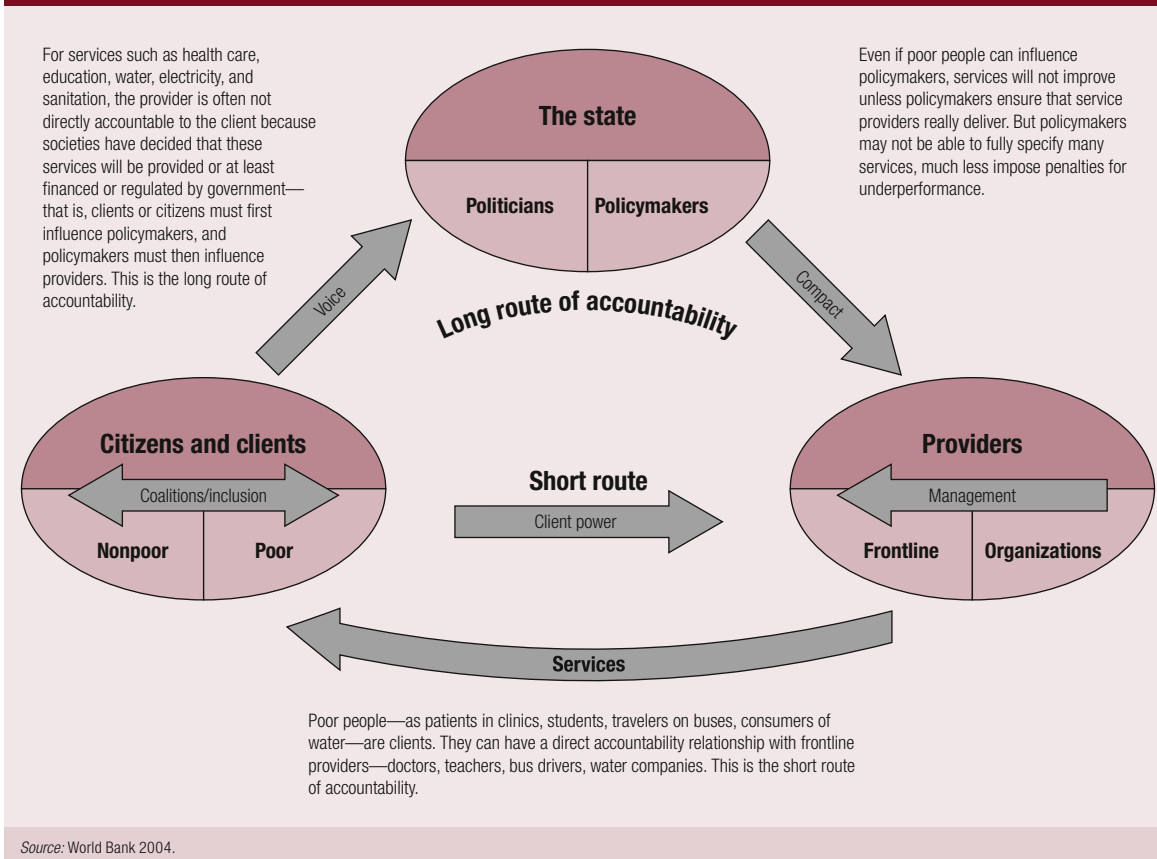 For services such as health care,
education, water, electricity, and
sanitation, the provider is often not
directly accountable to the client because
societies have decided that these
services will be provided or at least
financed or regulated by government—
that is, clients or citizens must first
influence policymakers, and
policymakers must then influence
providers. This is the long route of
accountability.
Even if poor people can influence
policymakers, services will not improve
unless policymakers ensure that service
providers really deliver. But policymakers
may not be able to fully specify many
services, much less impose penalties for
underperformance.
The state
Politicians
Policymakers
Voice
Compact
Long route of accountability
Citizens and clients
Coalitions/inclusion
Nonpoor
Poor
Short route
Client power
Providers
Management
Frontline
Organizations
Services
Poor people—as patients in clinics, students, travelers on buses, consumers of
water—are clients. They can have a direct accountability relationship with frontline
providers—doctors, teachers, bus drivers, water companies. This is the short route
of accountability.
Source: World Bank 2004.